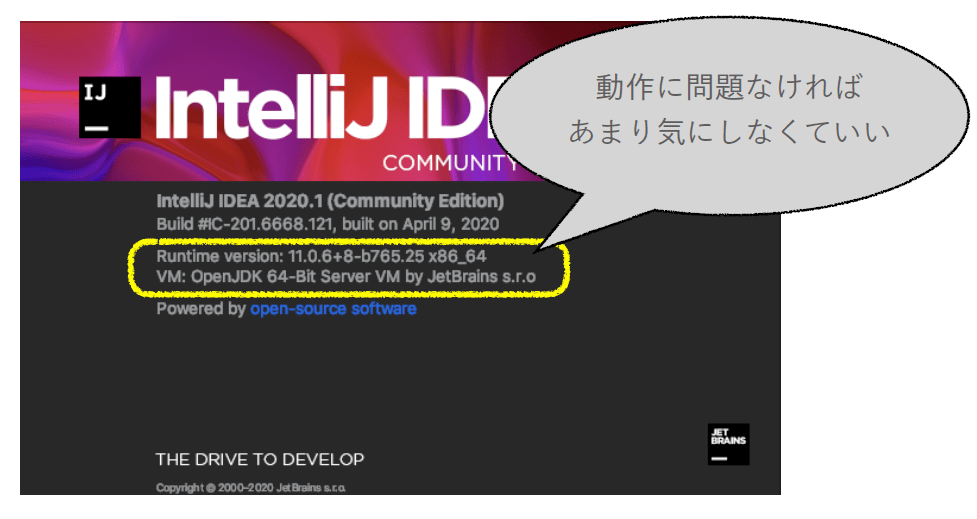 IJ
IntelliJ ID
COMMUNITY
動作に問題なければ
あまり気にしなくていい
IntelliJ IDEA 2020.1 (Community Edition)
Build #IC-201.6668.121, built on April 9, 2020
Runtime version: 11.0.6+8-b765.25 x86_64
VM: OpenJDK 64-Bit Server VM by JetBrains s.r.o
Powered by open-source software
JET
BRAINS
THE DRIVE TO DEVELOP
Copyright © 2000–2020 JetBrains s.r.o.